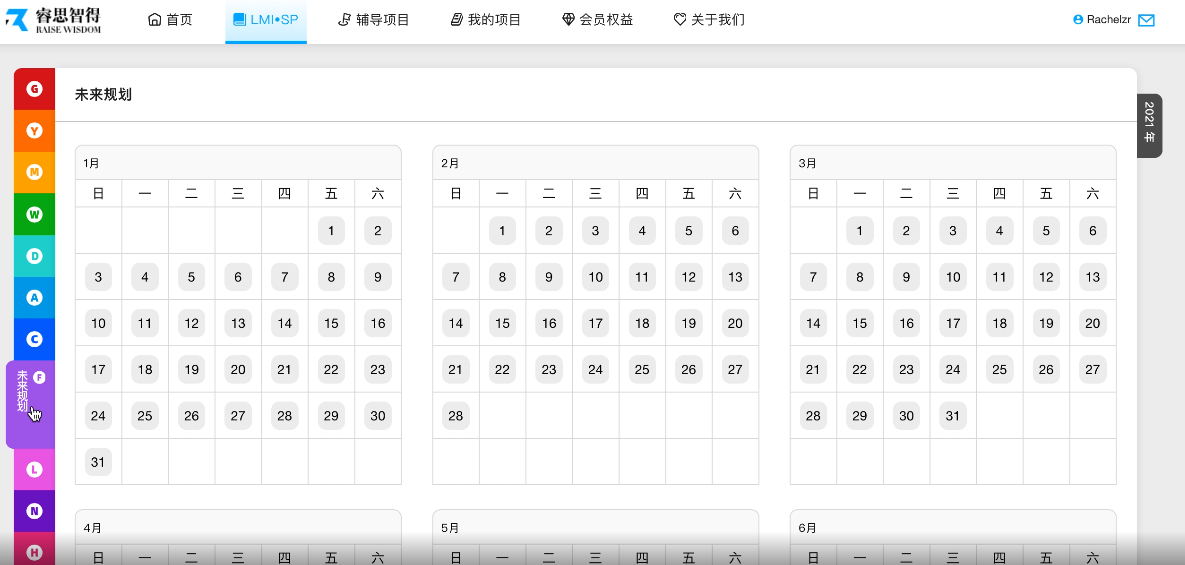 睿思智得
RAISE WISDOM
首页
LMI•SP
辅导项目
我的项目
会员权益
关于我们
Rachelzr
G
Y
M
W
D
A
C
F
未来规划
L
N
H
未来规划
2021 年
1月
日 一 二 三 四 五 六
1 2
3 4 5 6 7 8 9
10 11 12 13 14 15 16
17 18 19 20 21 22 23
24 25 26 27 28 29 30
31
2月
日 一 二 三 四 五 六
1 2 3 4 5 6
7 8 9 10 11 12 13
14 15 16 17 18 19 20
21 22 23 24 25 26 27
28
3月
日 一 二 三 四 五 六
1 2 3 4 5 6
7 8 9 10 11 12 13
14 15 16 17 18 19 20
21 22 23 24 25 26 27
28 29 30 31
4月
日 一 二 三 四 五 六
5月
日 一 二 三 四 五 六
6月
日 一 二 三 四 五 六